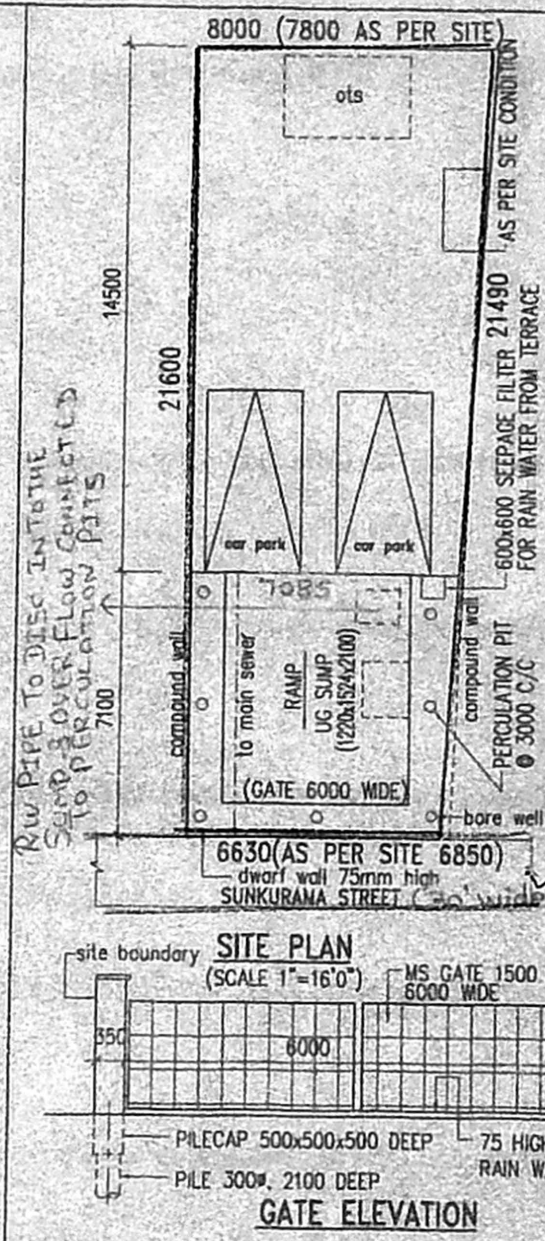 8000 (7800 AS PER SITE)
ots
AS PER SITE CONDITION
14500
21600
21490
600x600 SEEPAGE FILTER
FOR RAIN WATER FROM TERRACE
car park
car park
RW PIPE TO DISC INTO THE
SUMP & OVER FLOW CONNECTED
TO PERCULATION PITS
7100
compound wall
to main sewer
RAMP
UG SUMP
(1220x1524x2100)
compound wall
PERCULATION PIT
@ 3000 C/C
(GATE 6000 WIDE)
bore well
6630(AS PER SITE 6850)
dwarf wall 75mm high
SUNKURAMA STREET (30' wide
site boundary
SITE PLAN
(SCALE 1"=16'0")
MS GATE 1500
6000 WIDE
350
6000
PILECAP 500x500x500 DEEP
75 HIGH
RAIN W
PILE 300ø, 2100 DEEP
GATE ELEVATION